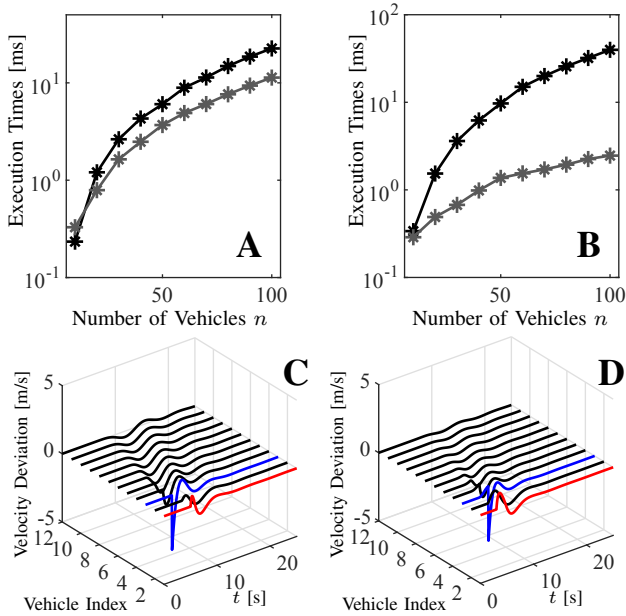 A
Execution Times [ms]
10^1
10^0
10^-1
50
100
Number of Vehicles n
B
Execution Times [ms]
10^2
10^1
10^0
10^-1
50
100
Number of Vehicles n
C
Velocity Deviation [m/s]
5
0
-5
12
10
8
6
4
2
Vehicle Index
0
10
20
t [s]
D
Velocity Deviation [m/s]
5
0
-5
12
10
8
6
4
2
Vehicle Index
0
10
20
t [s]